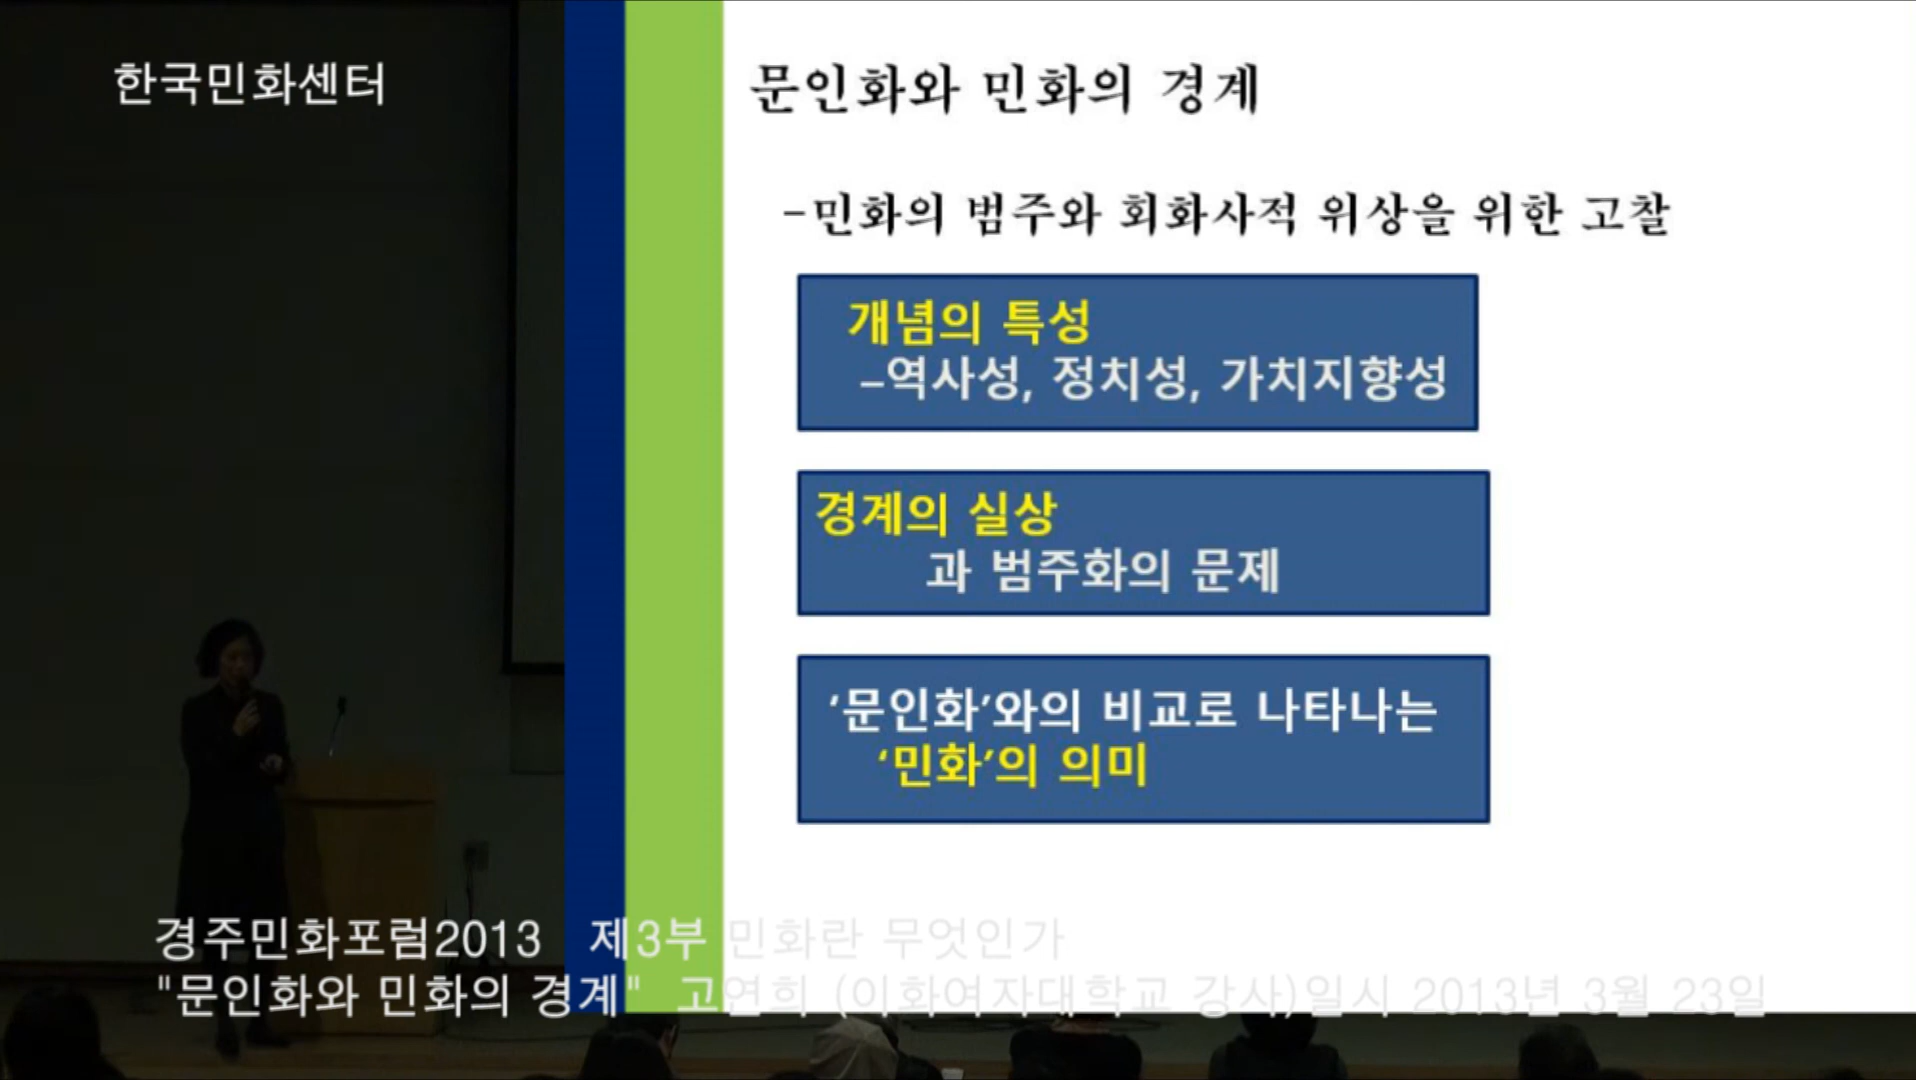 한국민화센터
문인화와 민화의 경계
-민화의 범주와 회화사적 위상을 위한 고찰
개념의 특성
-역사성, 정치성, 가치지향성
경계의 실상
과 범주화의 문제
'문인화'와의 비교로 나타나는
'민화'의 의미
경주민화포럼2013 제3부 민화란 무엇인가
"문인화와 민화의 경계" 고연희 (이화여자대학교 강사)일시 2013년 3월 23일